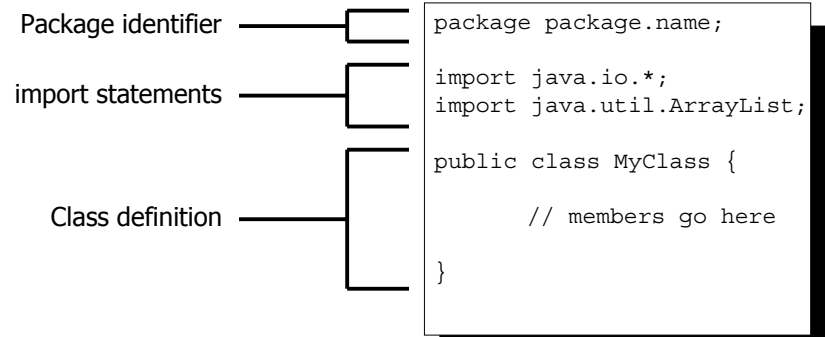 Package identifier
package package.name;
import statements
import java.io.*;
import java.util.ArrayList;
Class definition
public class MyClass {
// members go here
}